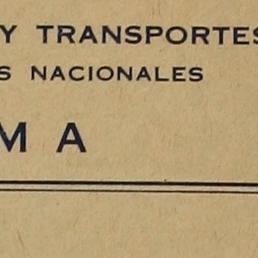 Y TRANSPORTES
S NACIONALES
M A